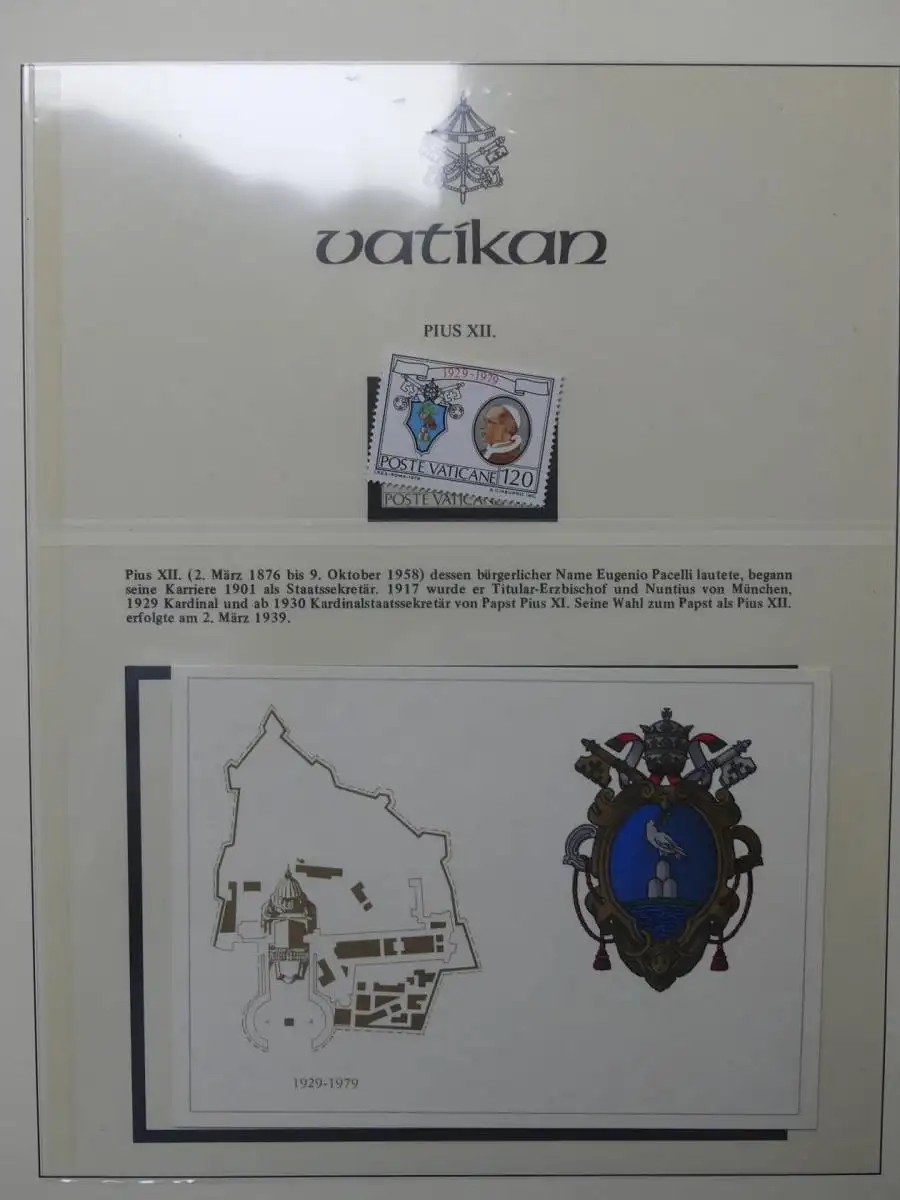 vatikan
PIUS XII.
1929-1979
POSTE VATICANE 120
POSTE VATICANE
Pius XII. (2. März 1876 bis 9. Oktober 1958) dessen bürgerlicher Name Eugenio Pacelli lautete, begann
seine Karriere 1901 als Staatssekretär. 1917 wurde er Titular-Erzbischof und Nuntius von München,
1929 Kardinal und ab 1930 Kardinalstaatssekretär von Papst Pius XI. Seine Wahl zum Papst als Pius XII.
erfolgte am 2. März 1939.
1929-1979